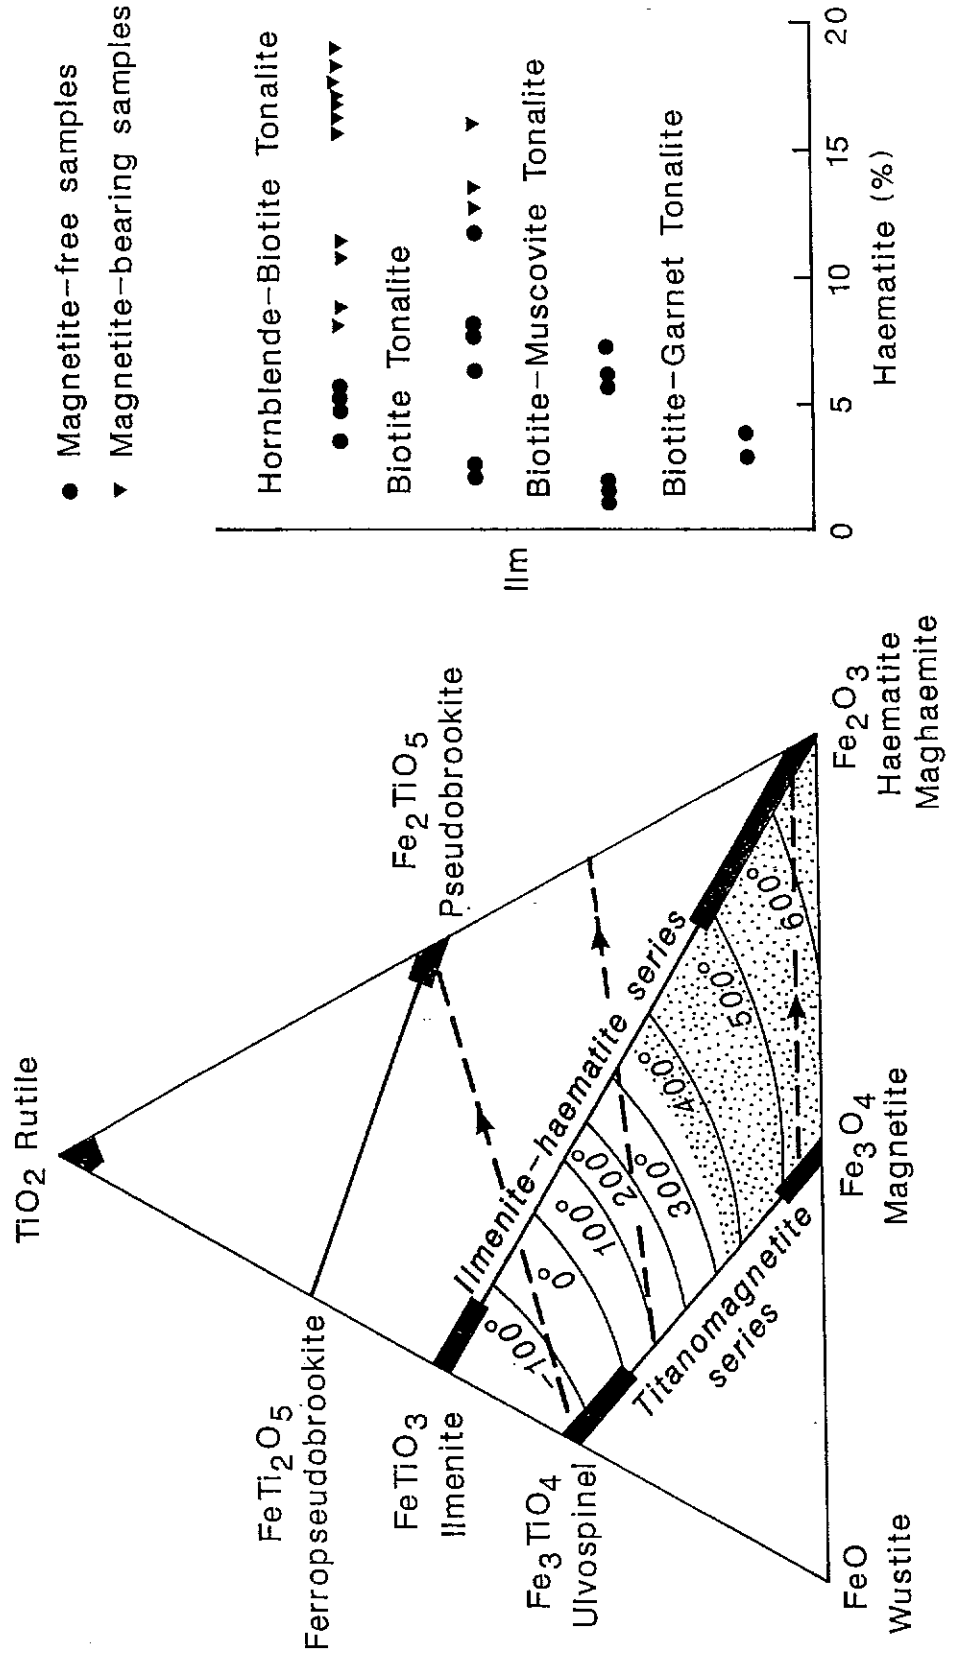 TiO2 Rutile
FeTi2O5
Ferropseudobrookite
Fe2TiO5
Pseudobrookite
FeTiO3
Ilmenite
Ilmenite-haematite series
Fe3TiO4
Ulvospinel
-100°
0°
100°
200°
300°
400°
500°
600°
Titanomagnetite
series
FeO
Wustite
Fe3O4
Magnetite
Fe2O3
Haematite
Maghaemite
● Magnetite-free samples
▼ Magnetite-bearing samples
Hornblende-Biotite Tonalite
Biotite Tonalite
Biotite-Muscovite Tonalite
Biotite-Garnet Tonalite
Ilm
0 5 10 15 20
Haematite (%)